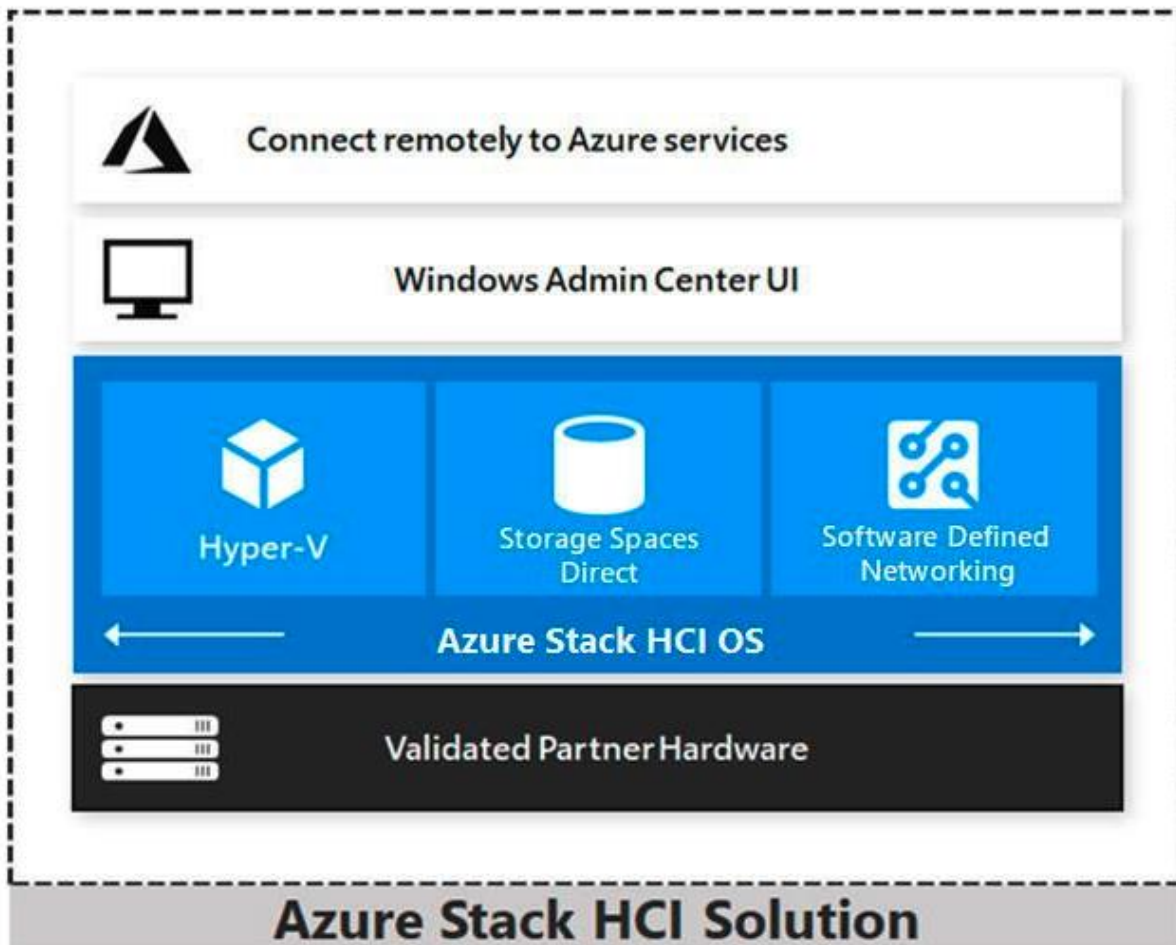 Connect remotely to Azure services
Windows Admin Center UI
Hyper-V
Storage Spaces
Direct
Software Defined
Networking
Azure Stack HCI OS
Validated Partner Hardware
Azure Stack HCI Solution